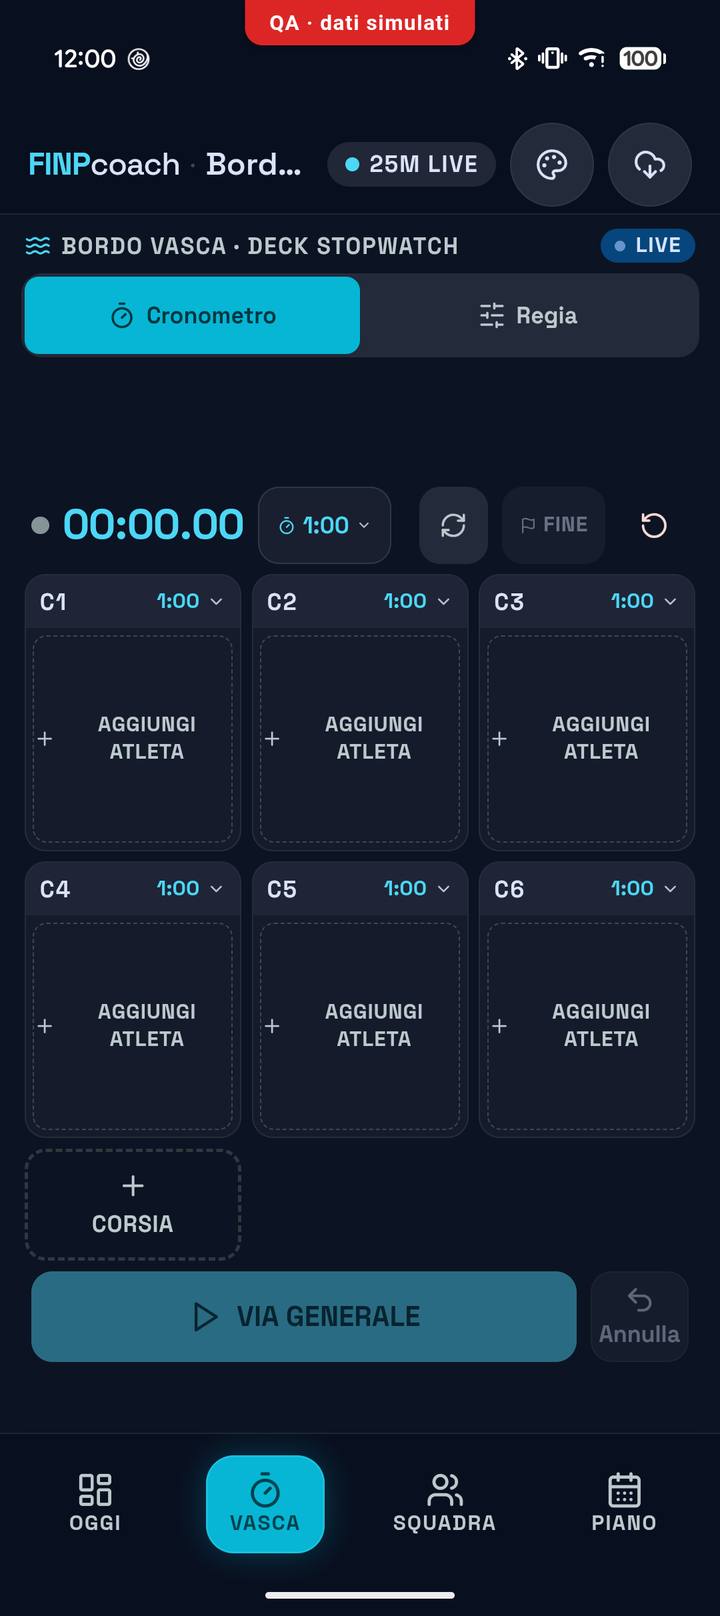 QA · dati simulati
12:00
100
FINPcoach · Bord...
25M LIVE
BORDO VASCA · DECK STOPWATCH
LIVE
Cronometro
Regia
00:00.00
1:00
FINE
C1 1:00
C2 1:00
C3 1:00
+ AGGIUNGI
ATLETA
+ AGGIUNGI
ATLETA
+ AGGIUNGI
ATLETA
C4 1:00
C5 1:00
C6 1:00
+ AGGIUNGI
ATLETA
+ AGGIUNGI
ATLETA
+ AGGIUNGI
ATLETA
+
CORSIA
VIA GENERALE
Annulla
OGGI
VASCA
SQUADRA
PIANO